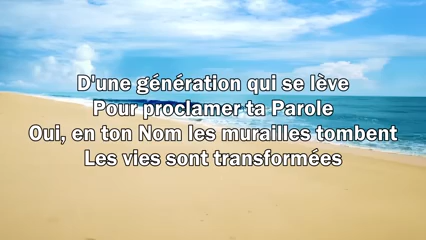 D'une génération qui se lève
Pour proclamer ta Parole
Oui, en ton Nom les murailles tombent
Les vies sont transformées